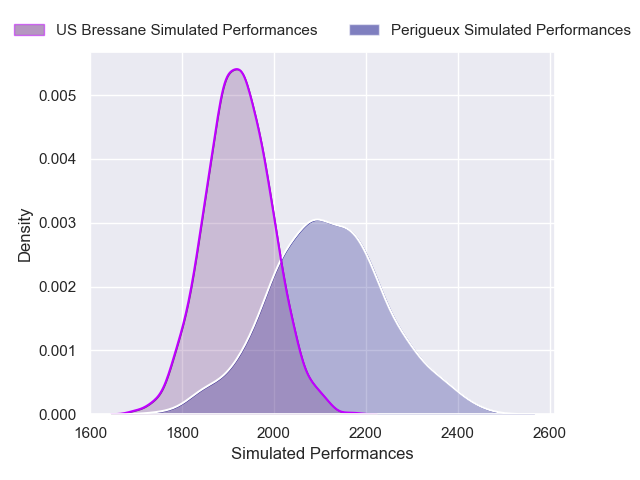 US Bressane Simulated Performances Perigueux Simulated Performances
0.005
0.004
0.003
0.002
0.001
0.000
Density
1600 1800 2000 2200 2400 2600
Simulated Performances